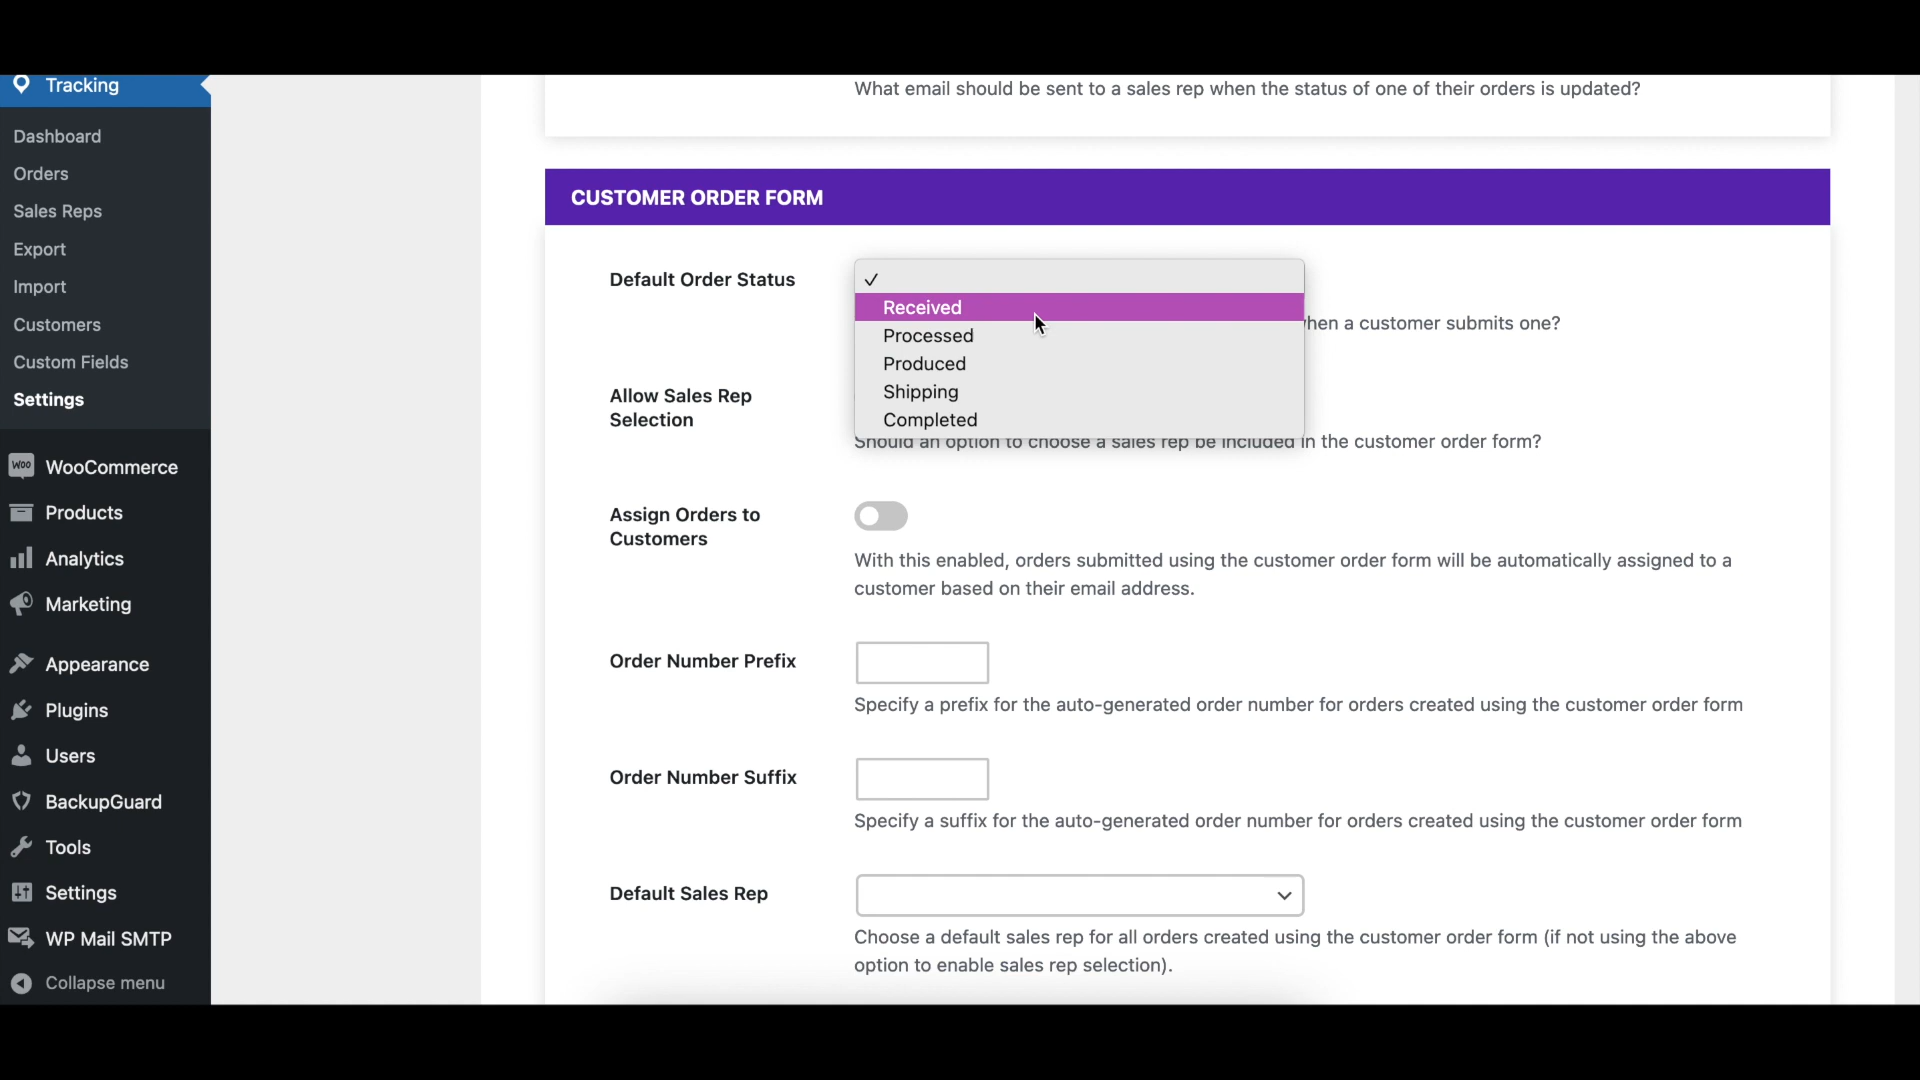 Tracking
Dashboard
Orders
Sales Reps
Export
Import
Customers
Custom Fields
Settings
WooCommerce
Products
Analytics
Marketing
Appearance
Plugins
Users
BackupGuard
Tools
Settings
WP Mail SMTP
Collapse menu
What email should be sent to a sales rep when the status of one of their orders is updated?
CUSTOMER ORDER FORM
Default Order Status
Received
Processed
Produced
Shipping
Completed
a customer submits one?
Allow Sales Rep
Selection
Should an option to choose a sales rep be included in the customer order form?
Assign Orders to
Customers
With this enabled, orders submitted using the customer order form will be automatically assigned to a
customer based on their email address.
Order Number Prefix
Specify a prefix for the auto-generated order number for orders created using the customer order form
Order Number Suffix
Specify a suffix for the auto-generated order number for orders created using the customer order form
Default Sales Rep
Choose a default sales rep for all orders created using the customer order form (if not using the above
option to enable sales rep selection).